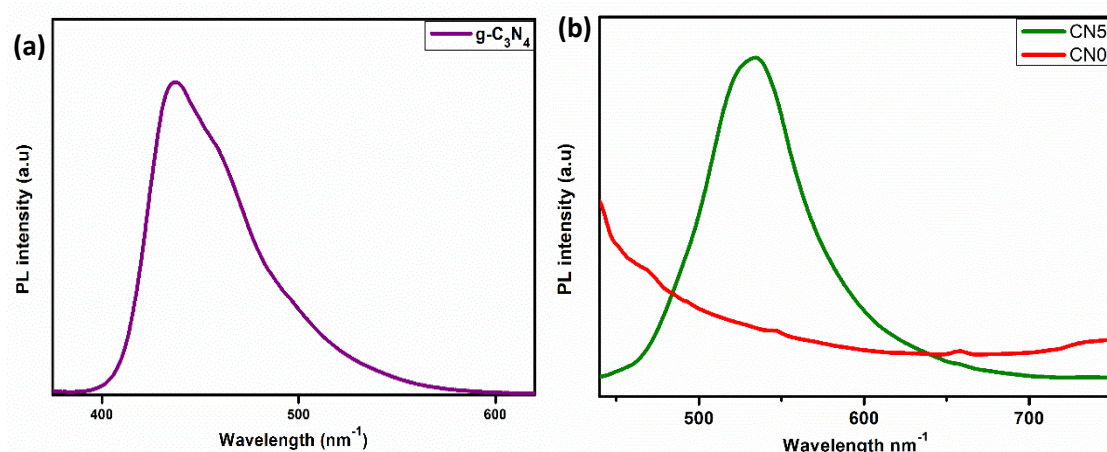 (a)
g-C₃N₄
PL intensity (a.u)
400 500 600
Wavelength (nm⁻¹)
(b)
CN5
CN0
PL intensity (a.u)
500 600 700
Wavelength nm⁻¹